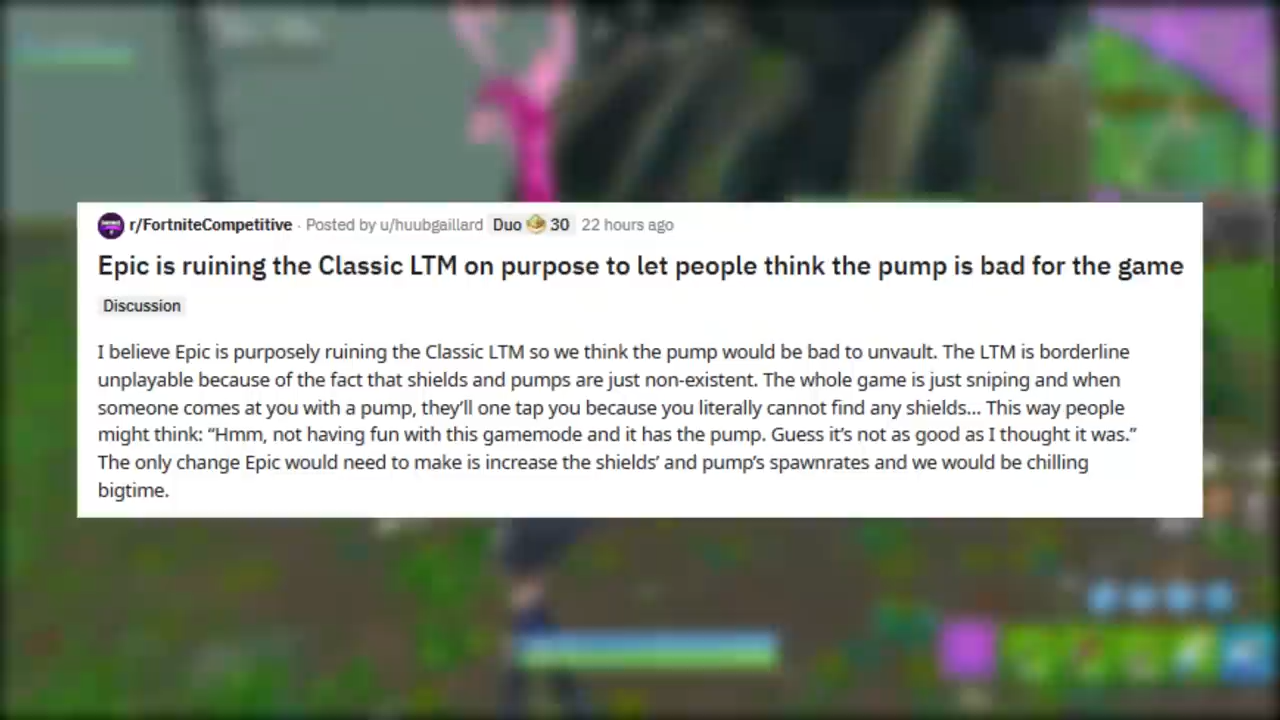 r/FortniteCompetitive · Posted by u/huubgaillard Duo 30 22 hours ago
Epic is ruining the Classic LTM on purpose to let people think the pump is bad for the game
Discussion
I believe Epic is purposely ruining the Classic LTM so we think the pump would be bad to unvault. The LTM is borderline
unplayable because of the fact that shields and pumps are just non-existent. The whole game is just sniping and when
someone comes at you with a pump, they’ll one tap you because you literally cannot find any shields... This way people
might think: “Hmm, not having fun with this gamemode and it has the pump. Guess it’s not as good as I thought it was.”
The only change Epic would need to make is increase the shields’ and pump’s spawnrates and we would be chilling
bigtime.